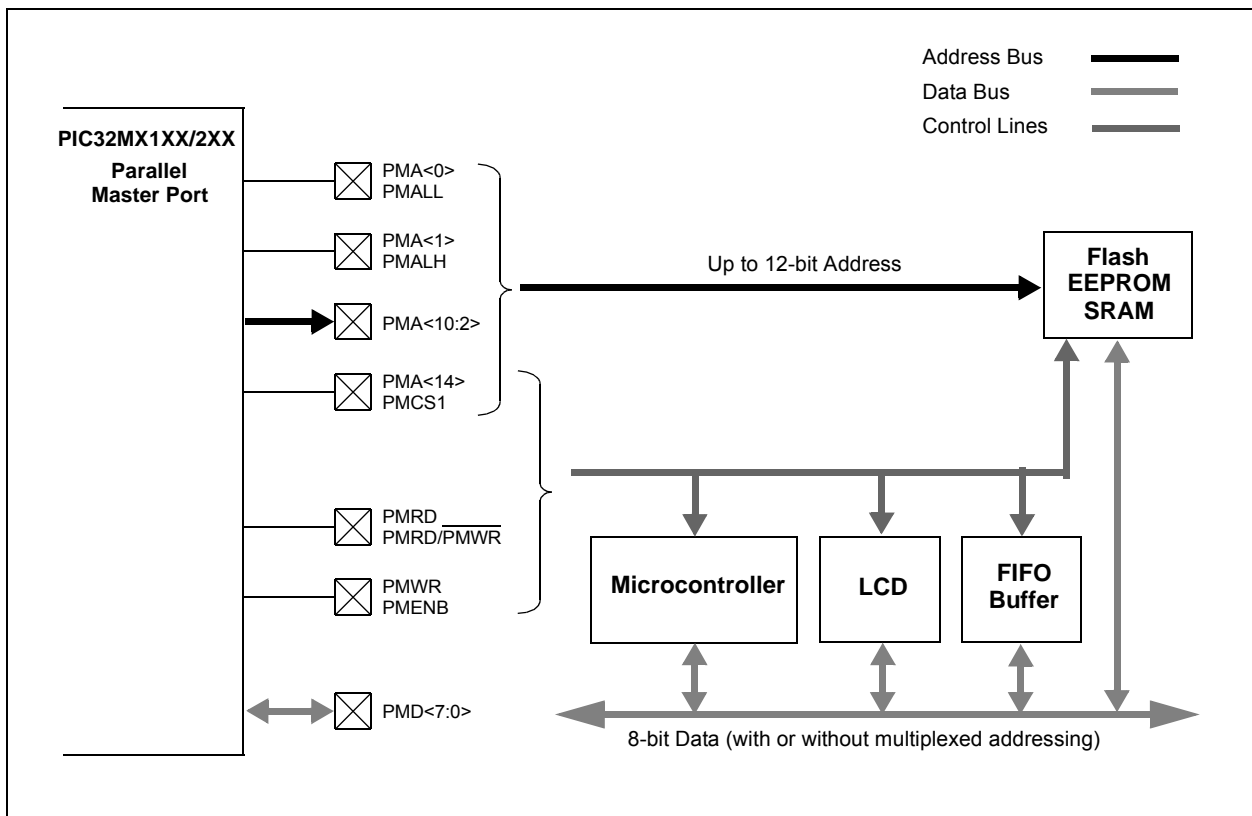 Address Bus
Data Bus
Control Lines
PIC32MX1XX/2XX
Parallel
Master Port
PMA<0>
PMALL
PMA<1>
PMALH
PMA<10:2>
PMA<14>
PMCS1
PMRD
PMRD/PMWR
PMWR
PMENB
PMD<7:0>
Up to 12-bit Address
Flash
EEPROM
SRAM
Microcontroller
LCD
FIFO
Buffer
8-bit Data (with or without multiplexed addressing)